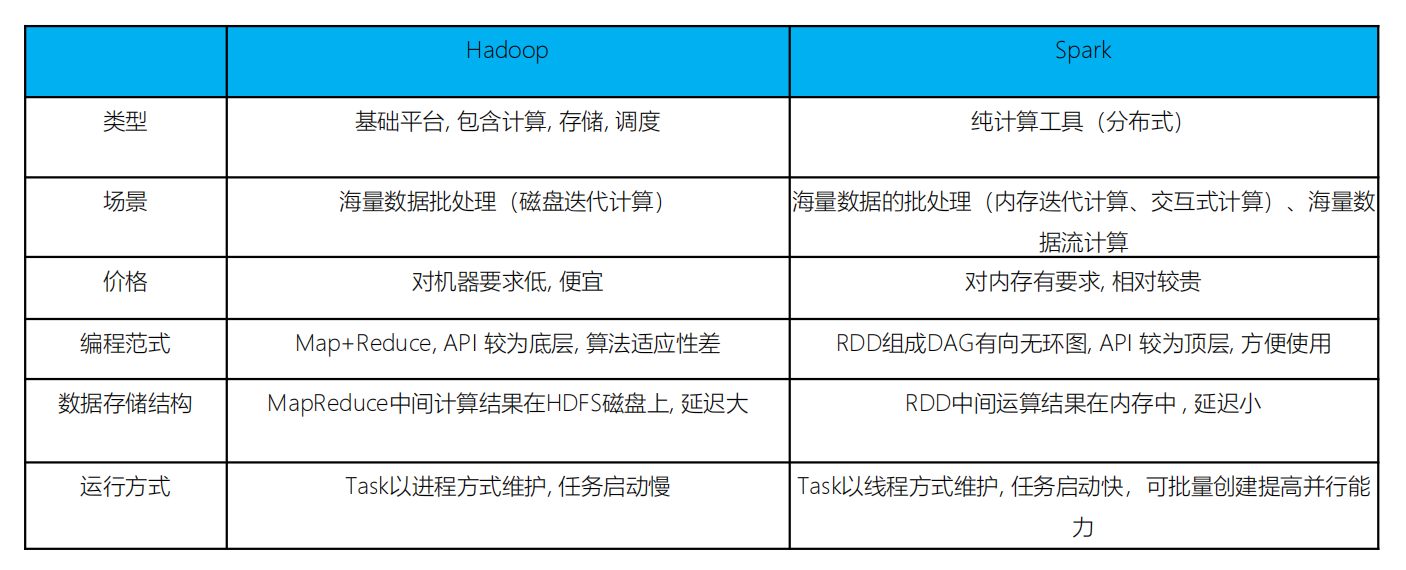 Hadoop
Spark
类型
基础平台, 包含计算, 存储, 调度
纯计算工具（分布式）
场景
海量数据批处理（磁盘迭代计算）
海量数据的批处理（内存迭代计算、交互式计算）、海量数
据流计算
价格
对机器要求低, 便宜
对内存有要求, 相对较贵
编程范式
Map+Reduce, API 较为底层, 算法适应性差
RDD组成DAG有向无环图, API 较为顶层, 方便使用
数据存储结构
MapReduce中间计算结果在HDFS磁盘上, 延迟大
RDD中间运算结果在内存中 , 延迟小
运行方式
Task以进程方式维护, 任务启动慢
Task以线程方式维护, 任务启动快，可批量创建提高并行能
力